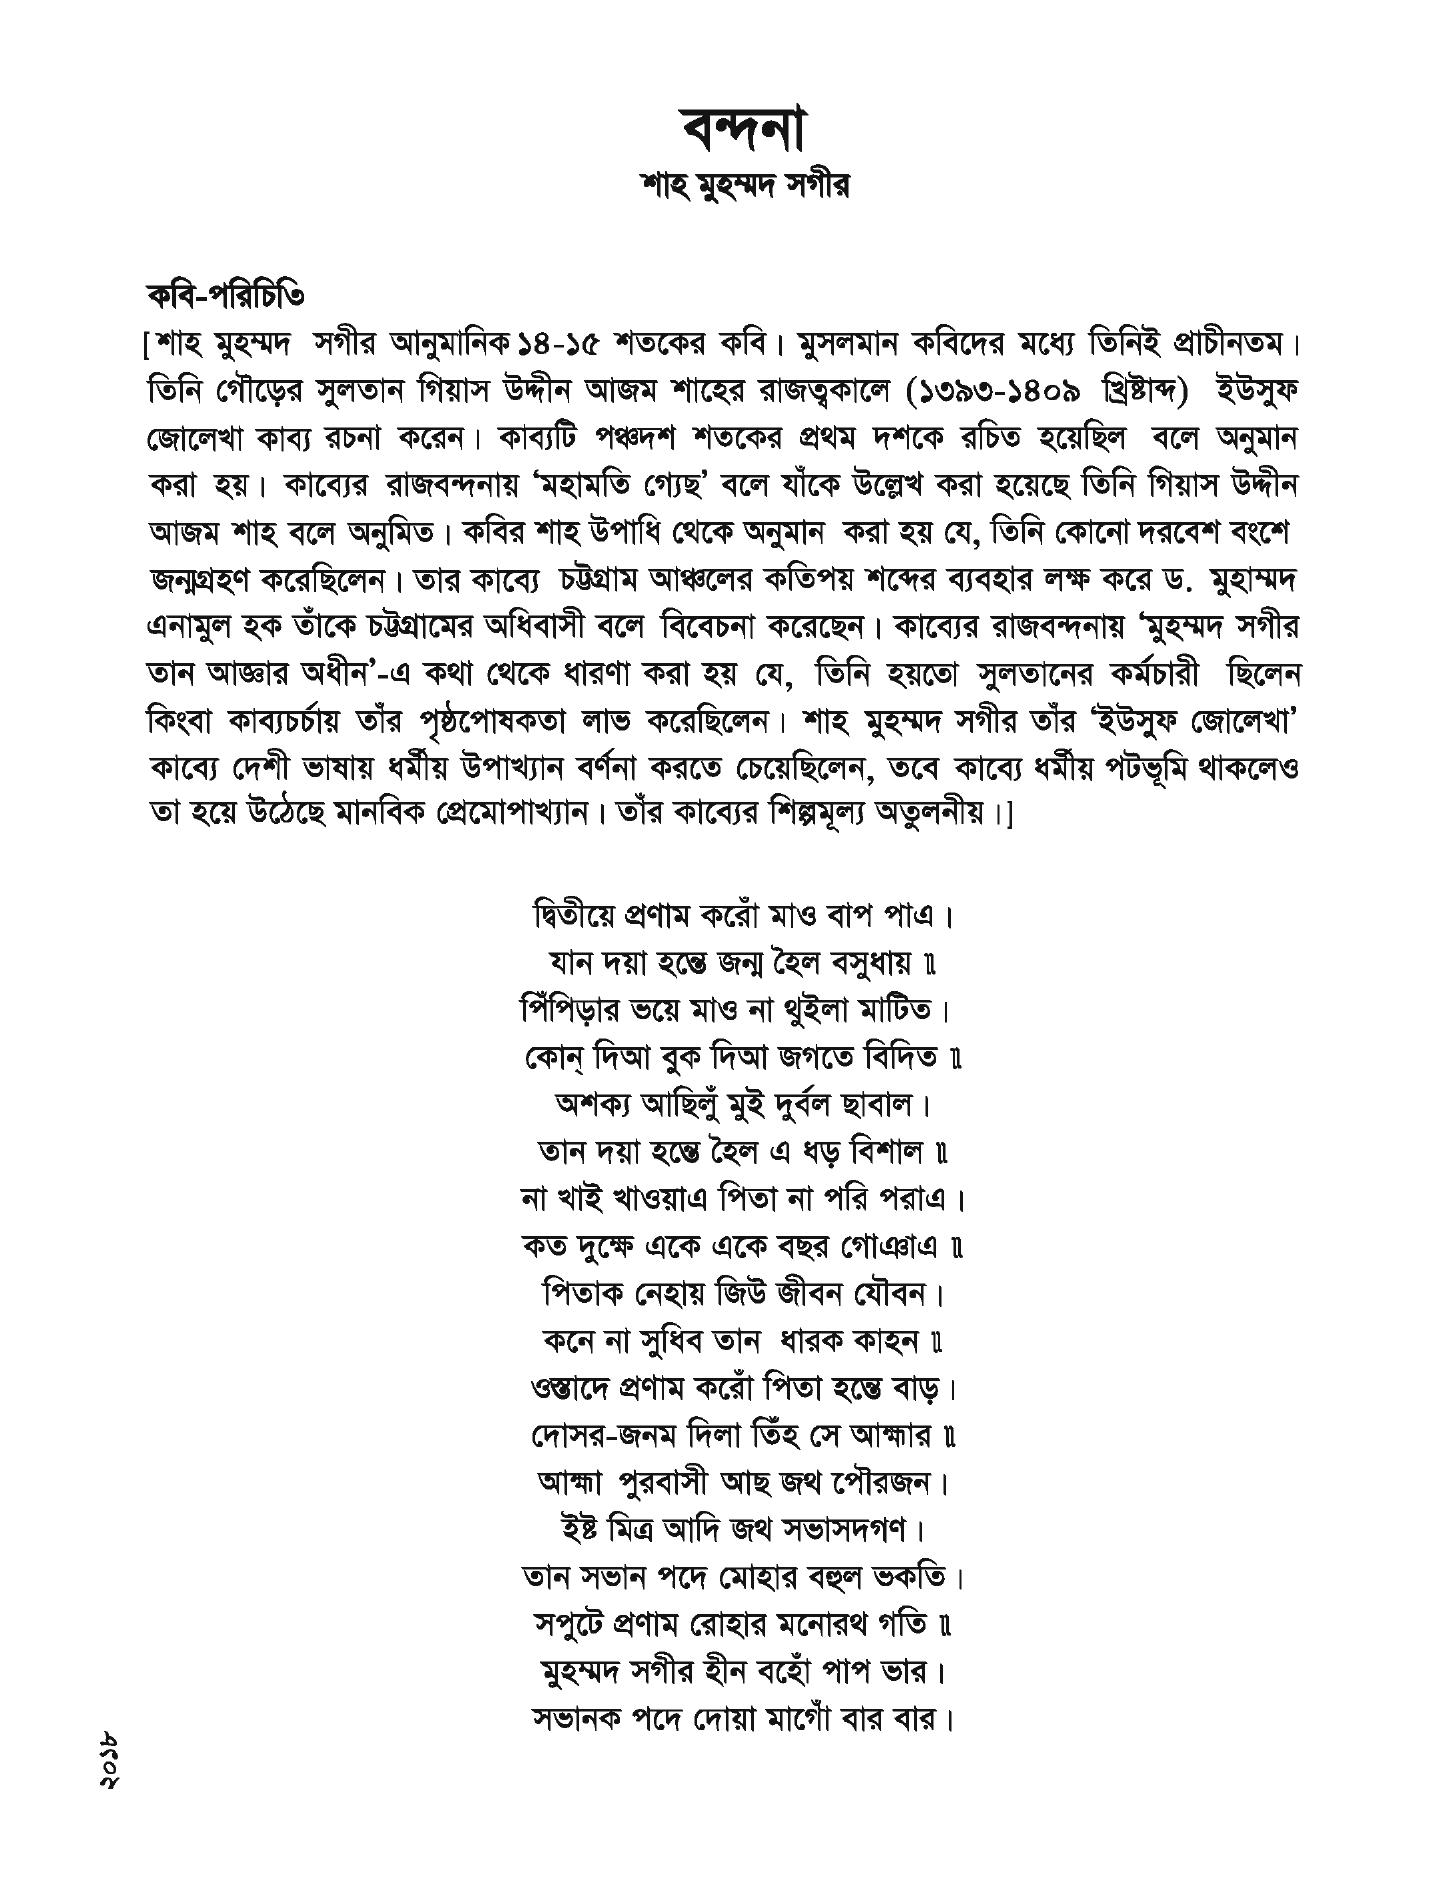 বন্দনা
শাহ মুহম্মদ সগীর
কবি-পরিচিতি
[শাহ মুহম্মদ সগীর আনুমানিক ১৪-১৫ শতকের কবি। মুসলমান কবিদের মধ্যে তিনিই প্রাচীনতম।
তিনি গৌড়ের সুলতান গিয়াস উদ্দীন আজম শাহের রাজত্বকালে (১৩৯৩-১৪০৯ খ্রিষ্টাব্দ) ইউসুফ
জোলেখা কাব্য রচনা করেন। কাব্যটি পঞ্চদশ শতকের প্রথম দশকে রচিত হয়েছিল বলে অনুমান
করা হয়। কাব্যের রাজবন্দনায় ‘মহামতি গ্যেছ’ বলে যাঁকে উল্লেখ করা হয়েছে তিনি গিয়াস উদ্দীন
আজম শাহ বলে অনুমিত। কবির শাহ উপাধি থেকে অনুমান করা হয় যে, তিনি কোনো দরবেশ বংশে
জন্মগ্রহণ করেছিলেন। তার কাব্যে চট্টগ্রাম আঞ্চলের কতিপয় শব্দের ব্যবহার লক্ষ করে ড. মুহাম্মদ
এনামুল হক তাঁকে চট্টগ্রামের অধিবাসী বলে বিবেচনা করেছেন। কাব্যের রাজবন্দনায় ‘মুহম্মদ সগীর
তান আজ্ঞার অধীন’-এ কথা থেকে ধারণা করা হয় যে, তিনি হয়তো সুলতানের কর্মচারী ছিলেন
কিংবা কাব্যচর্চায় তাঁর পৃষ্ঠপোষকতা লাভ করেছিলেন। শাহ মুহম্মদ সগীর তাঁর ‘ইউসুফ জোলেখা’
কাব্যে দেশী ভাষায় ধর্মীয় উপাখ্যান বর্ণনা করতে চেয়েছিলেন, তবে কাব্যে ধর্মীয় পটভূমি থাকলেও
তা হয়ে উঠেছে মানবিক প্রেমোপাখ্যান। তাঁর কাব্যের শিল্পমূল্য অতুলনীয়।]
দ্বিতীয়ে প্রণাম করোঁ মাও বাপ পাএ।
যান দয়া হন্তে জন্ম হৈল বসুধায়॥
পিঁপিড়ার ভয়ে মাও না থুইলা মাটিত।
কোন্ দিআ বুক দিআ জগতে বিদিত॥
অশক্য আছিলুঁ মুই দুর্বল ছাবাল।
তান দয়া হন্তে হৈল এ ধড় বিশাল॥
না খাই খাওয়াএ পিতা না পরি পরাএ।
কত দুক্ষে একে একে বছর গোঞাএ॥
পিতাক নেহায় জিউ জীবন যৌবন।
কনে না সুধিব তান ধারক কাহন॥
ওস্তাদে প্রণাম করোঁ পিতা হন্তে বাড়।
দোসর-জনম দিলা তিঁহ সে আহ্মার॥
আহ্মা পুরবাসী আছ জথ পৌরজন।
ইষ্ট মিত্র আদি জথ সভাসদগণ।
তান সভান পদে মোহার বহুল ভকতি।
সপুটে প্রণাম রোহার মনোরথ গতি॥
মুহম্মদ সগীর হীন বহোঁ পাপ ভার।
সভানক পদে দোয়া মাগোঁ বার বার।
২০১৮